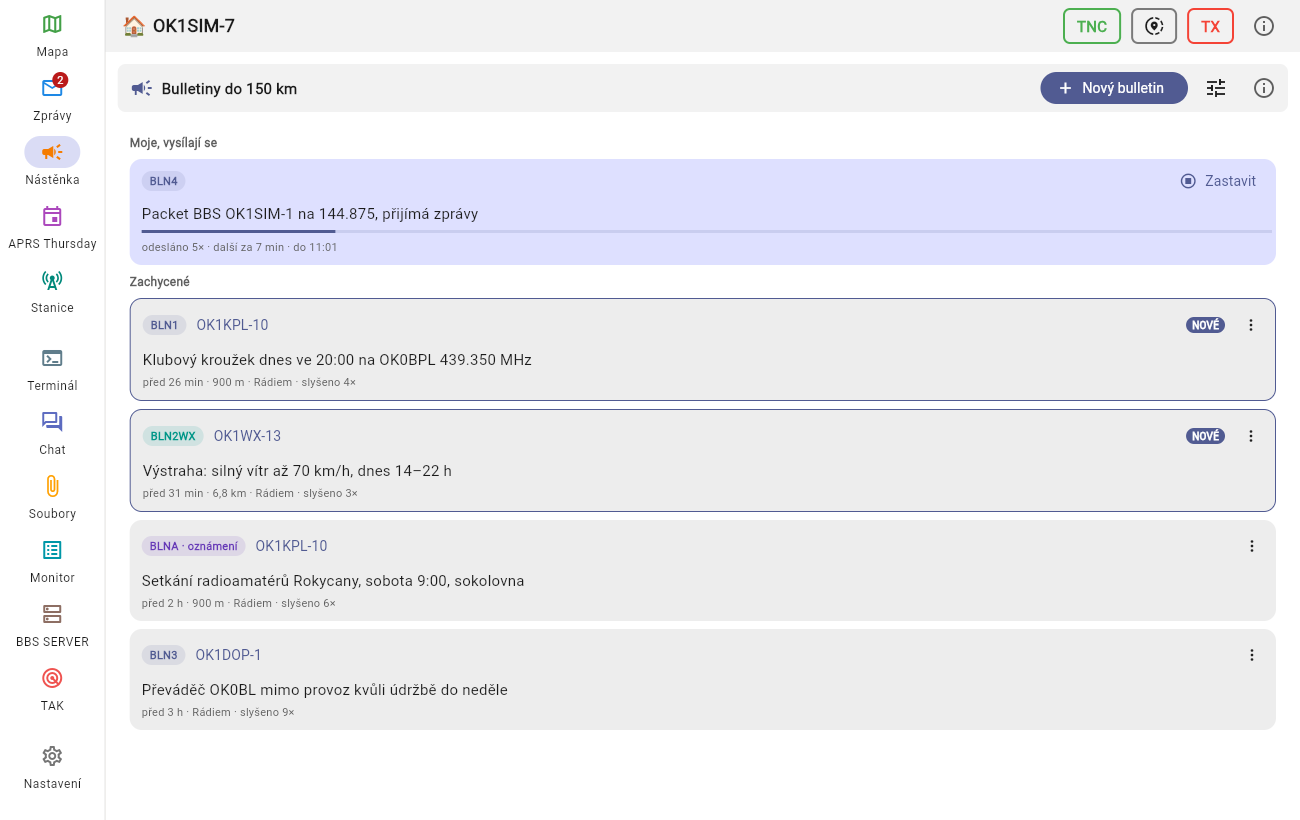 OK1SIM-7
TNC
TX
Mapa
2
Zprávy
Nástěnka
APRS Thursday
Stanice
Terminál
Chat
Soubory
Monitor
BBS SERVER
TAK
Nastavení
Bulletiny do 150 km
Nový bulletin
Moje, vysílají se
BLN4
Zastavit
Packet BBS OK1SIM-1 na 144.875, přijímá zprávy
odesláno 5× · další za 7 min · do 11:01
Zachycené
BLN1 OK1KPL-10 NOVÉ
Klubový kroužek dnes ve 20:00 na OK0BPL 439.350 MHz
před 26 min · 900 m · Rádiem · slyšeno 4×
BLN2WX OK1WX-13 NOVÉ
Výstraha: silný vítr až 70 km/h, dnes 14–22 h
před 31 min · 6,8 km · Rádiem · slyšeno 3×
BLNA · oznámení OK1KPL-10
Setkání radioamatérů Rokycany, sobota 9:00, sokolovna
před 2 h · 900 m · Rádiem · slyšeno 6×
BLN3 OK1DOP-1
Převáděč OK0BL mimo provoz kvůli údržbě do neděle
před 3 h · Rádiem · slyšeno 9×